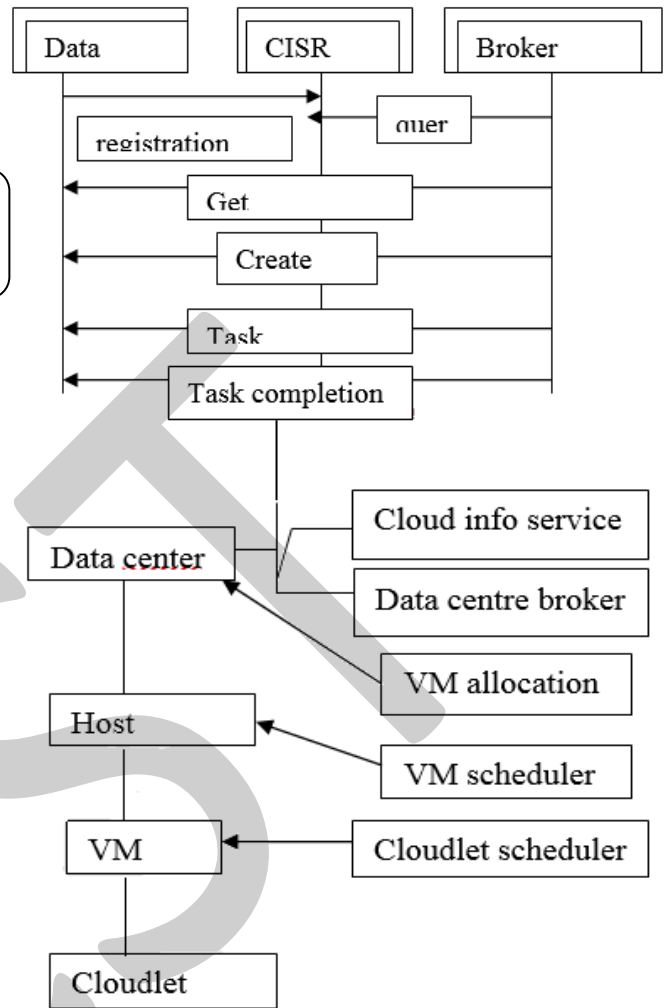 Data
CISR
Broker
quer
registration
Get
Create
Task
Task completion
Cloud info service
Data center
Data centre broker
VM allocation
Host
VM scheduler
VM
Cloudlet scheduler
Cloudlet